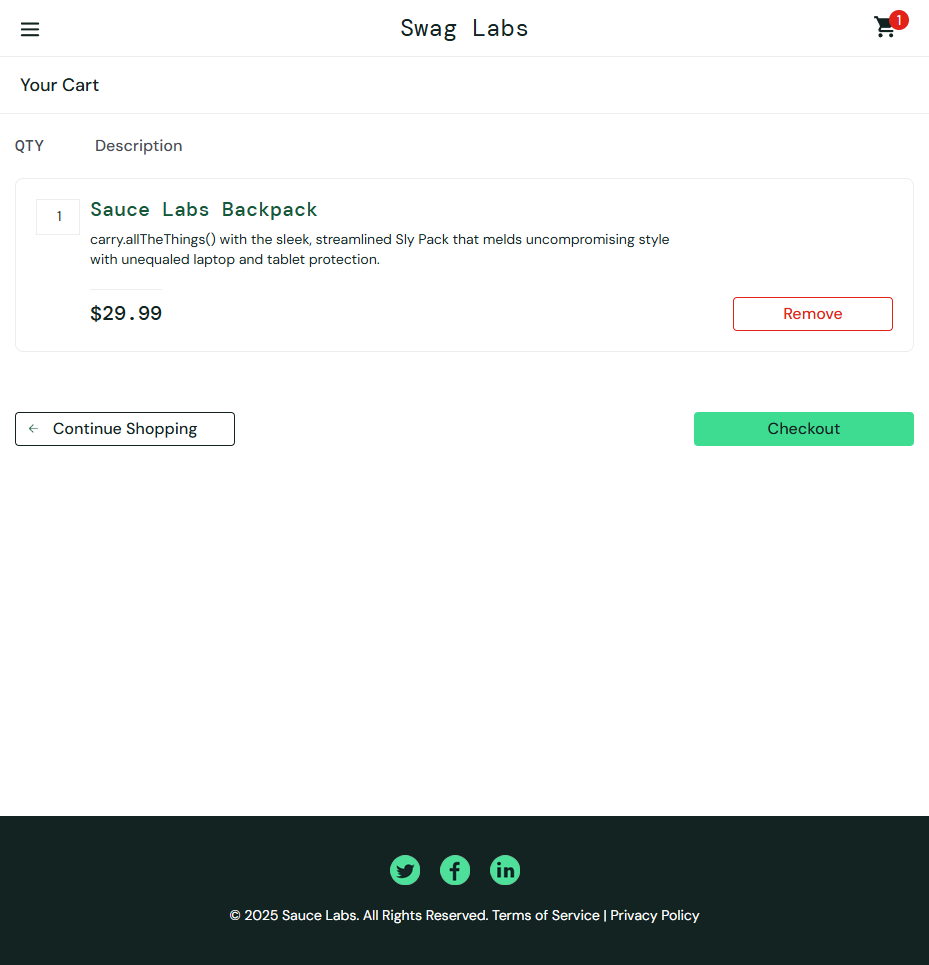 Swag Labs
1
Your Cart
QTY Description
1
Sauce Labs Backpack
carry.allTheThings() with the sleek, streamlined Sly Pack that melds uncompromising style
with unequaled laptop and tablet protection.
$29.99
Remove
Continue Shopping
Checkout
© 2025 Sauce Labs. All Rights Reserved. Terms of Service | Privacy Policy